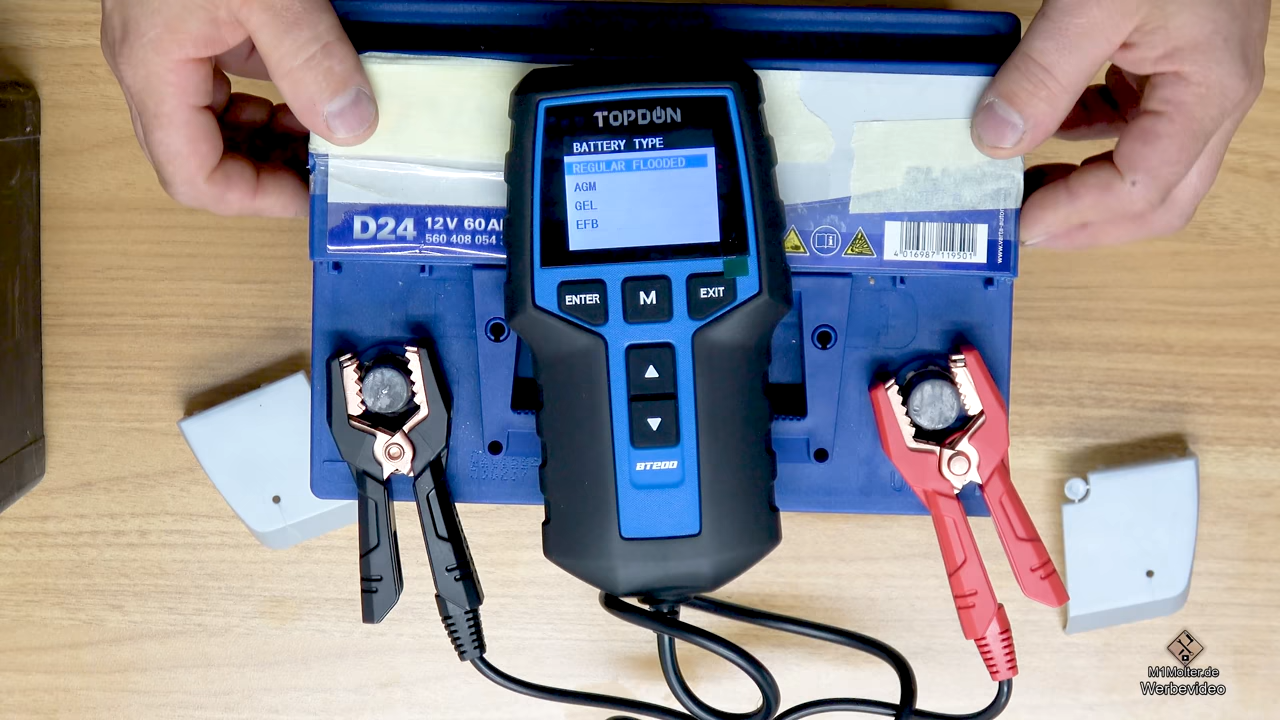 TOPDON
BATTERY TYPE
REGULAR FLOODED
AGM
GEL
EFB
D24 12V 60A
560 408 054
4 016987 119501
ENTER
M
EXIT
BT200
M1Molter.de
Werbevideo